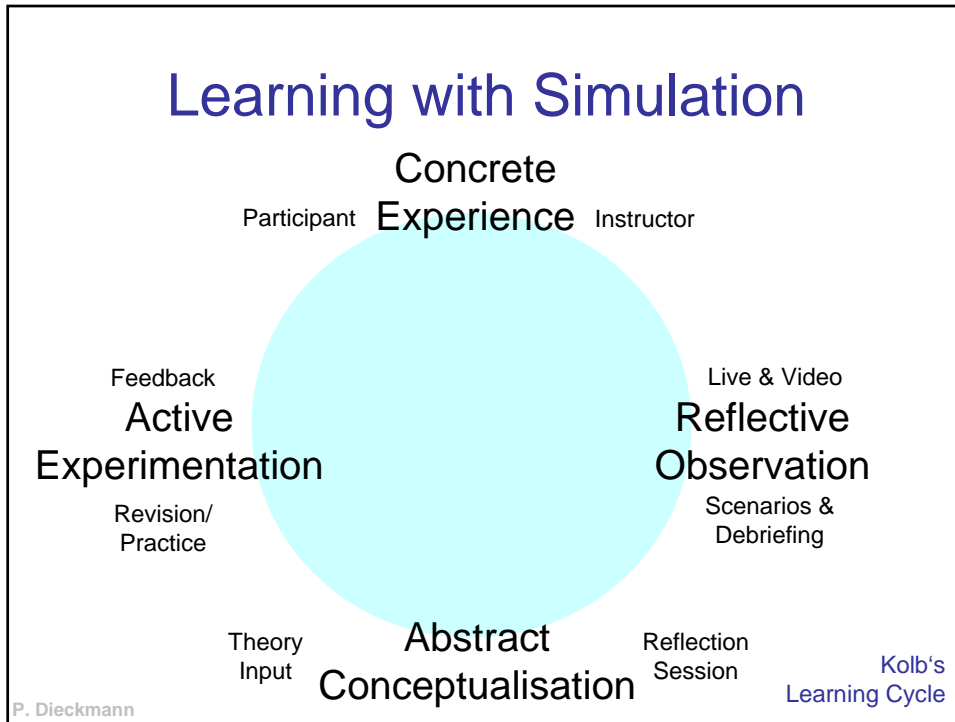 Learning with Simulation
Concrete
Participant Experience Instructor
Feedback
Active
Experimentation
Revision/
Practice
Live & Video
Reflective
Observation
Scenarios &
Debriefing
Theory
Input
Abstract
Conceptualisation
Reflection
Session
Kolb‘s
Learning Cycle
P. Dieckmann